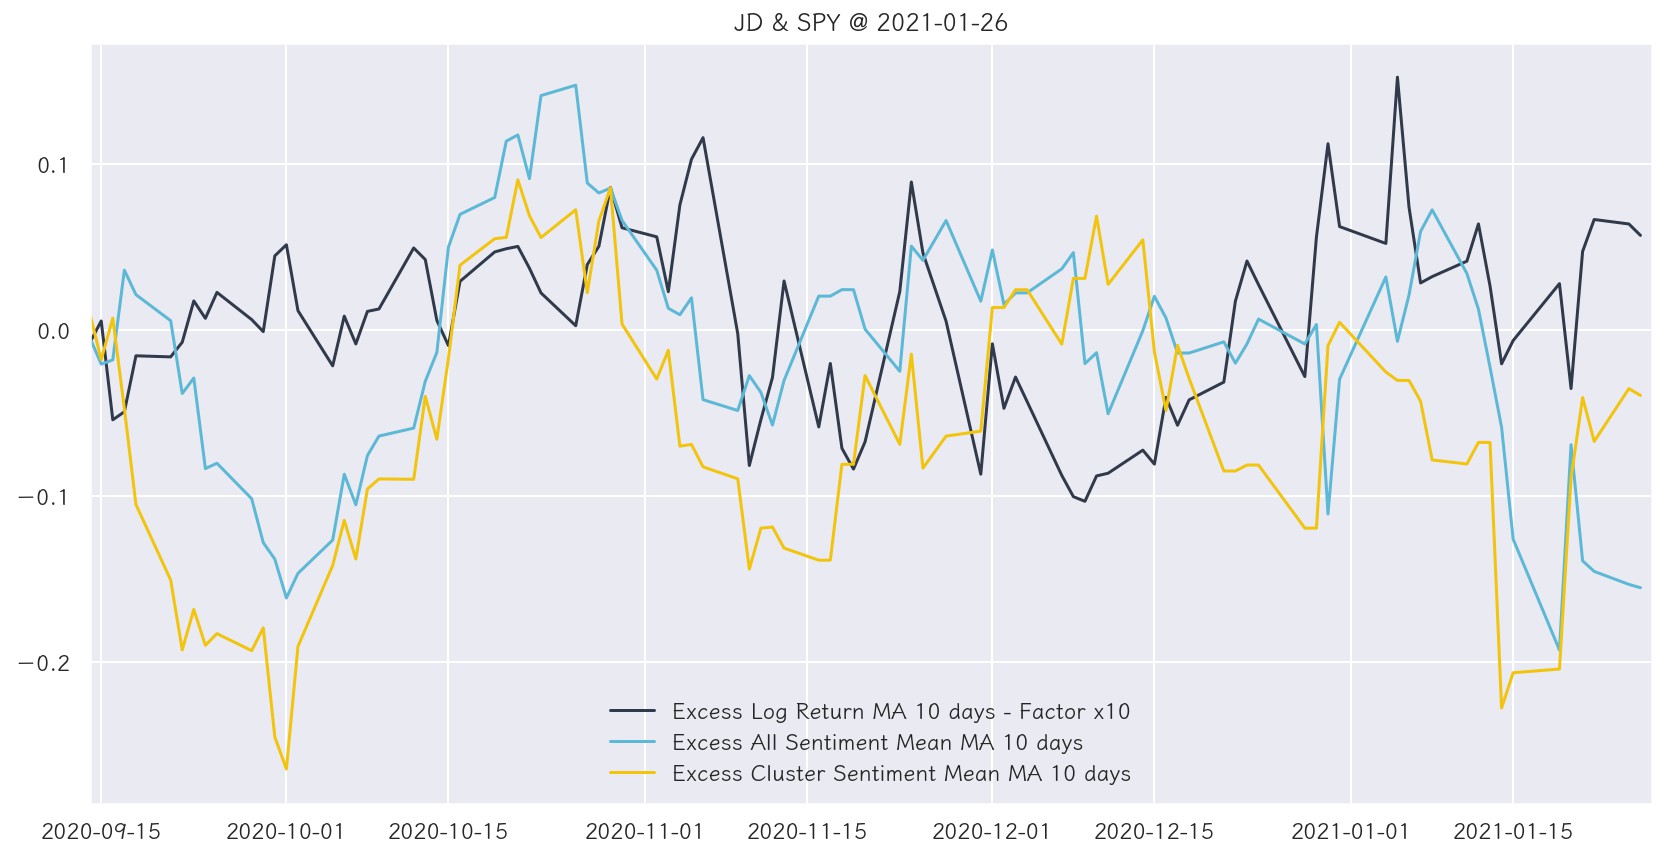 JD & SPY @ 2021-01-26
0.1
0.0
−0.1
−0.2
Excess Log Return MA 10 days - Factor x10
Excess All Sentiment Mean MA 10 days
Excess Cluster Sentiment Mean MA 10 days
2020-09-15 2020-10-01 2020-10-15 2020-11-01 2020-11-15 2020-12-01 2020-12-15 2021-01-01 2021-01-15